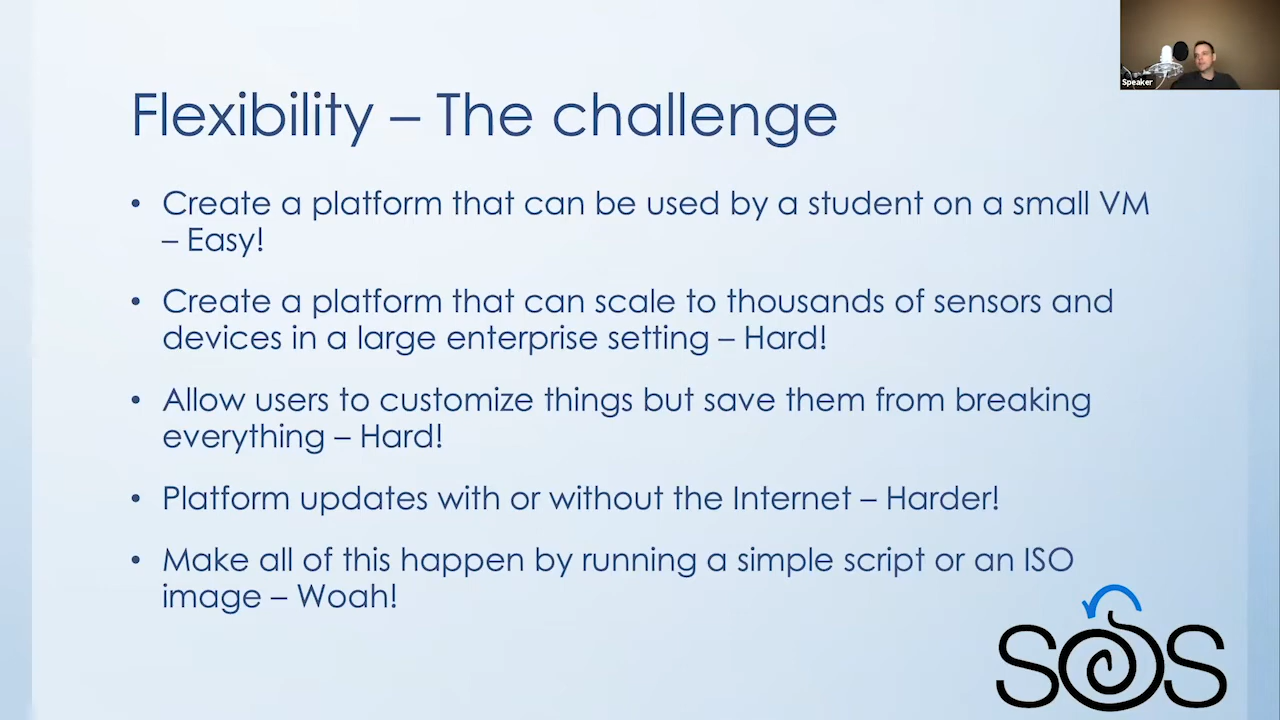 Speaker
Flexibility – The challenge
• Create a platform that can be used by a student on a small VM
– Easy!
• Create a platform that can scale to thousands of sensors and
devices in a large enterprise setting – Hard!
• Allow users to customize things but save them from breaking
everything – Hard!
• Platform updates with or without the Internet – Harder!
• Make all of this happen by running a simple script or an ISO
image – Woah!
SOS